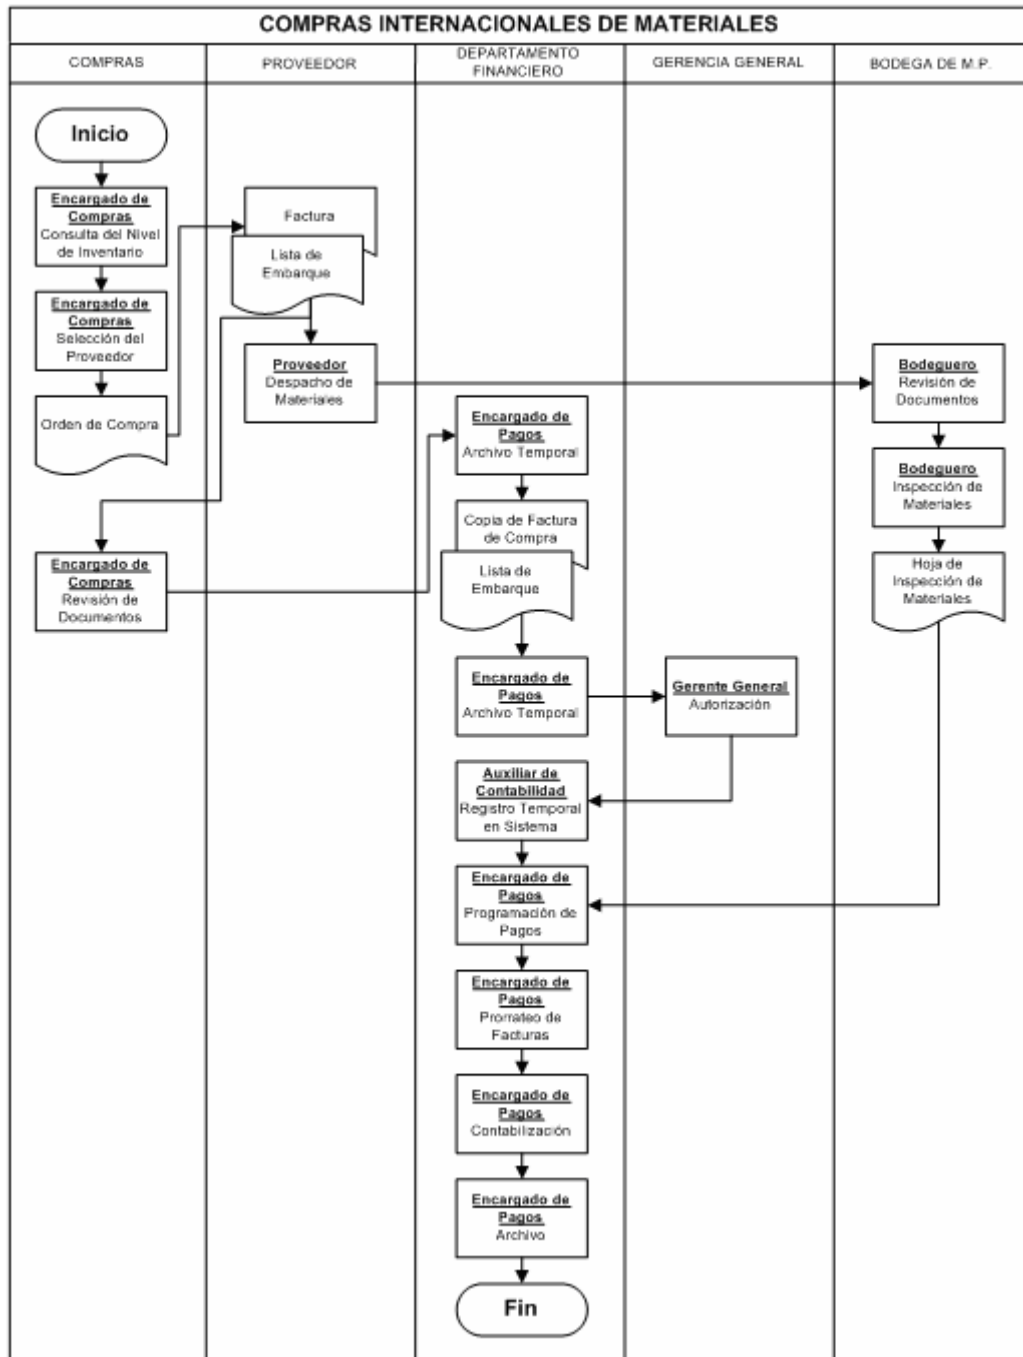 COMPRAS INTERNACIONALES DE MATERIALES
COMPRAS
PROVEEDOR
DEPARTAMENTO
FINANCIERO
GERENCIA GENERAL
BODEGA DE M.P.
Inicio
Encargado de
Compras
Consulta del Nivel
de Inventario
Encargado de
Compras
Selección del
Proveedor
Orden de Compra
Factura
Lista de
Embarque
Proveedor
Despacho de
Materiales
Encargado de
Compras
Revisión de
Documentos
Encargado de
Pagos
Archivo Temporal
Copia de Factura
de Compra
Lista de
Embarque
Encargado de
Pagos
Archivo Temporal
Gerente General
Autorización
Bodeguero
Revisión de
Documentos
Bodeguero
Inspección de
Materiales
Hoja de
Inspección de
Materiales
Auxiliar de
Contabilidad
Registro Temporal
en Sistema
Encargado de
Pagos
Programación de
Pagos
Encargado de
Pagos
Prorrateo de
Facturas
Encargado de
Pagos
Contabilización
Encargado de
Pagos
Archivo
Fin